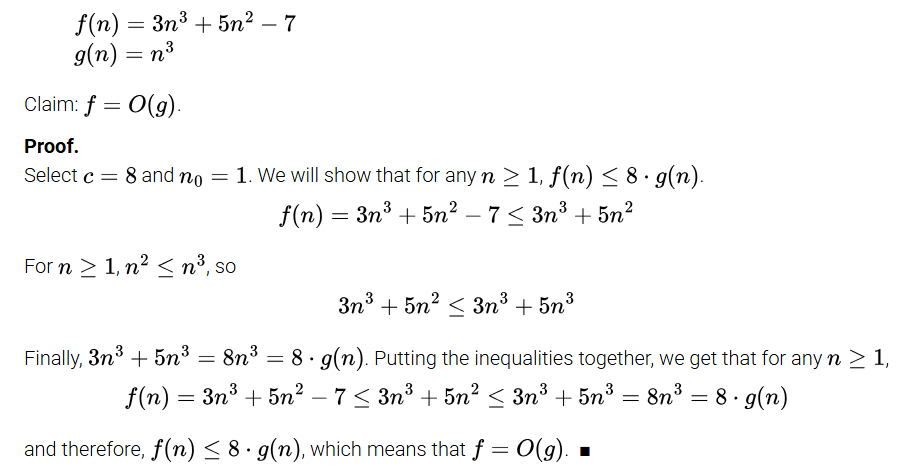 f(n) = 3n³ + 5n² − 7
g(n) = n³
Claim: f = O(g).
Proof.
Select c = 8 and n₀ = 1. We will show that for any n ≥ 1, f(n) ≤ 8 · g(n).
f(n) = 3n³ + 5n² − 7 ≤ 3n³ + 5n²
For n ≥ 1, n² ≤ n³, so
3n³ + 5n² ≤ 3n³ + 5n³
Finally, 3n³ + 5n³ = 8n³ = 8 · g(n). Putting the inequalities together, we get that for any n ≥ 1,
f(n) = 3n³ + 5n² − 7 ≤ 3n³ + 5n² ≤ 3n³ + 5n³ = 8n³ = 8 · g(n)
and therefore, f(n) ≤ 8 · g(n), which means that f = O(g). ■